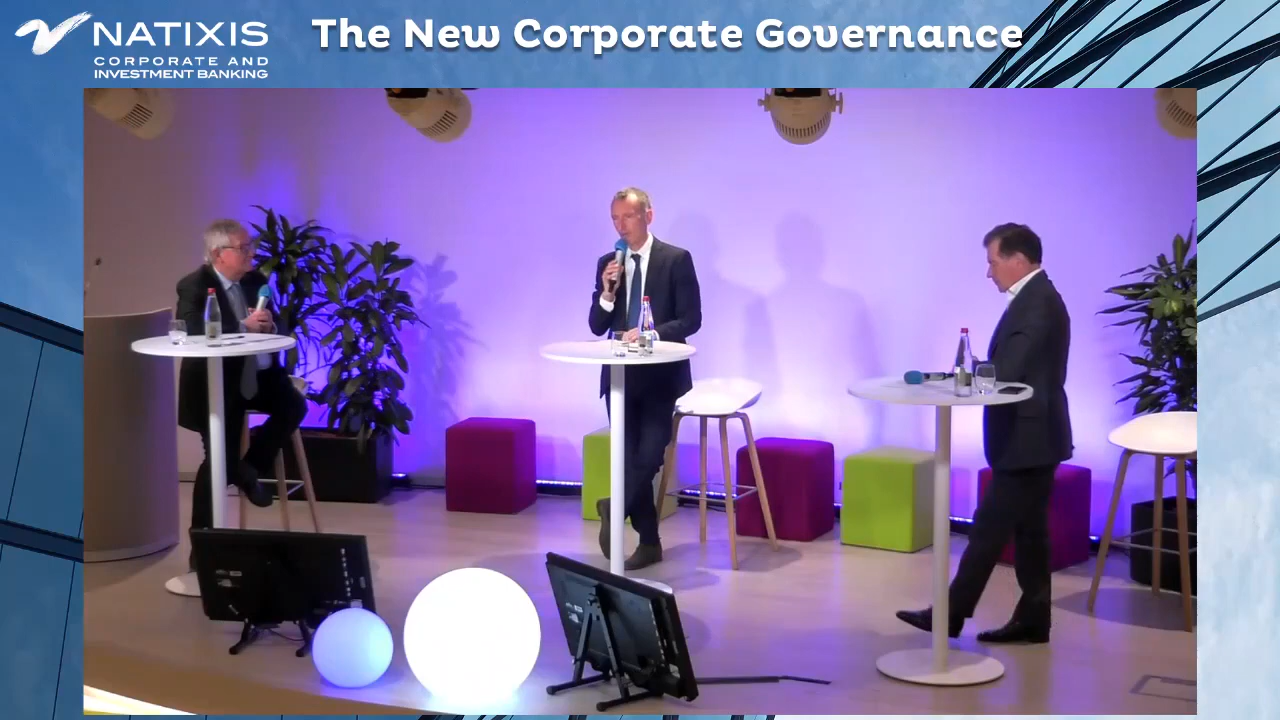 NATIXIS
CORPORATE AND
INVESTMENT BANKING
The New Corporate Governance